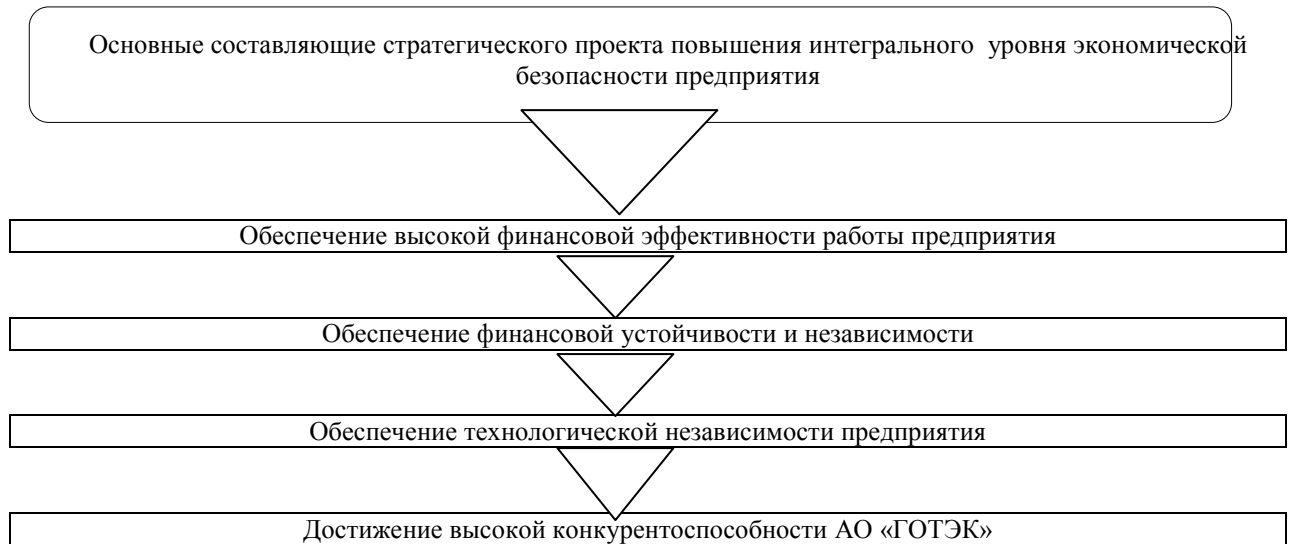 Основные составляющие стратегического проекта повышения интегрального уровня экономической
безопасности предприятия
Обеспечение высокой финансовой эффективности работы предприятия
Обеспечение финансовой устойчивости и независимости
Обеспечение технологической независимости предприятия
Достижение высокой конкурентоспособности АО «ГОТЭК»